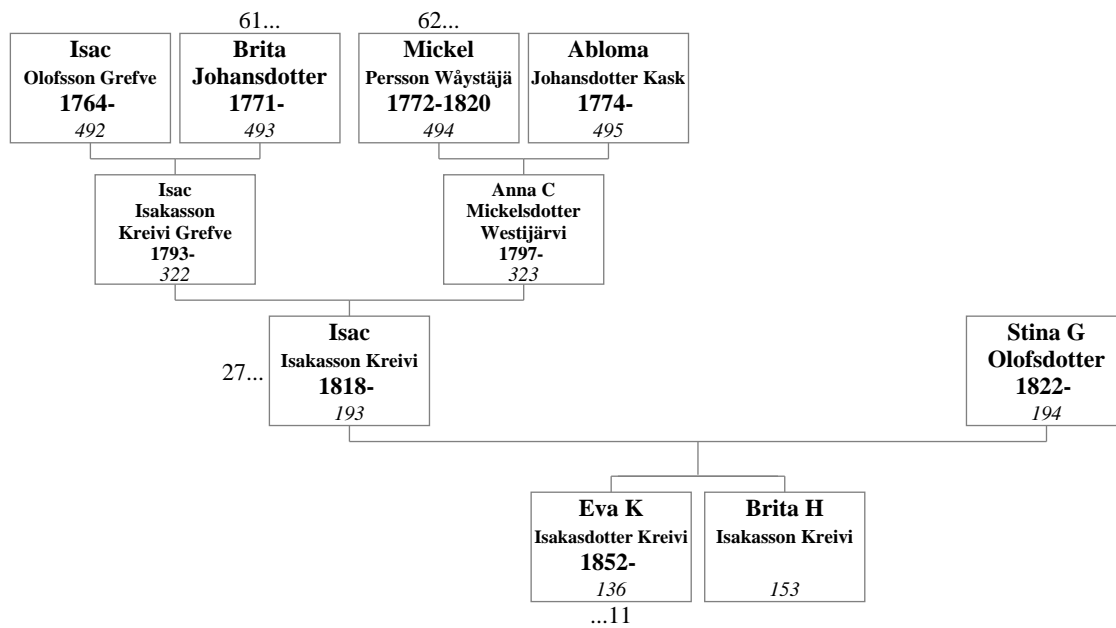 61...
62...
Isac
Olofsson Grefve
1764-
492
Brita
Johansdotter
1771-
493
Mickel
Persson Wåystäjä
1772-1820
494
Abloma
Johansdotter Kask
1774-
495
Isac
Isakasson
Kreivi Grefve
1793-
322
Anna C
Mickelsdotter
Westijärvi
1797-
323
27...
Isac
Isakasson Kreivi
1818-
193
Stina G
Olofsdotter
1822-
194
Eva K
Isakasdotter Kreivi
1852-
136
Brita H
Isakasson Kreivi
153
...11